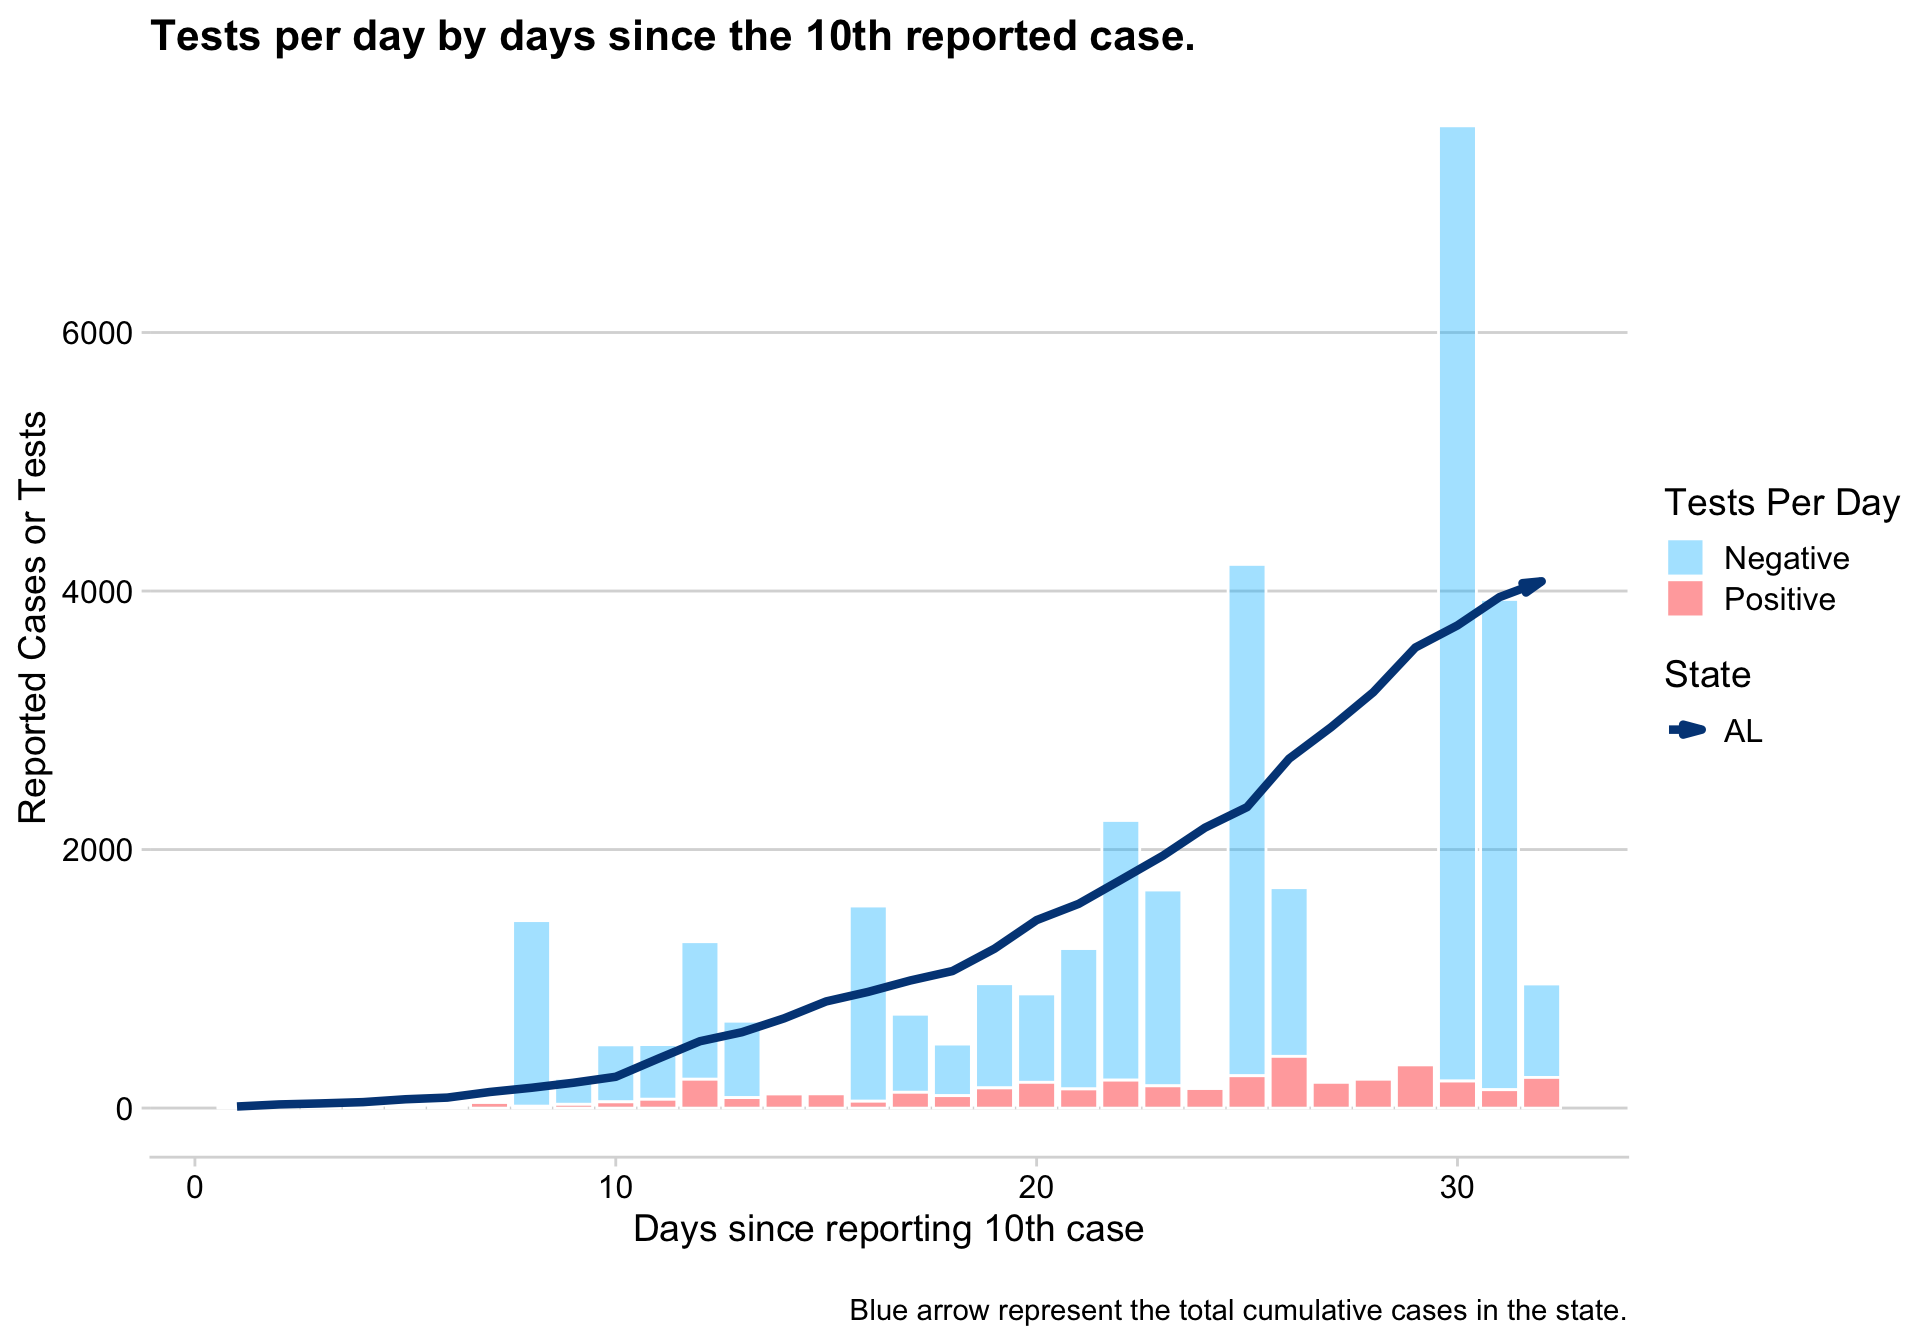 Tests per day by days since the 10th reported case.
Reported Cases or Tests
6000
4000
2000
0
0 10 20 30
Days since reporting 10th case
Tests Per Day
Negative
Positive
State
AL
Blue arrow represent the total cumulative cases in the state.